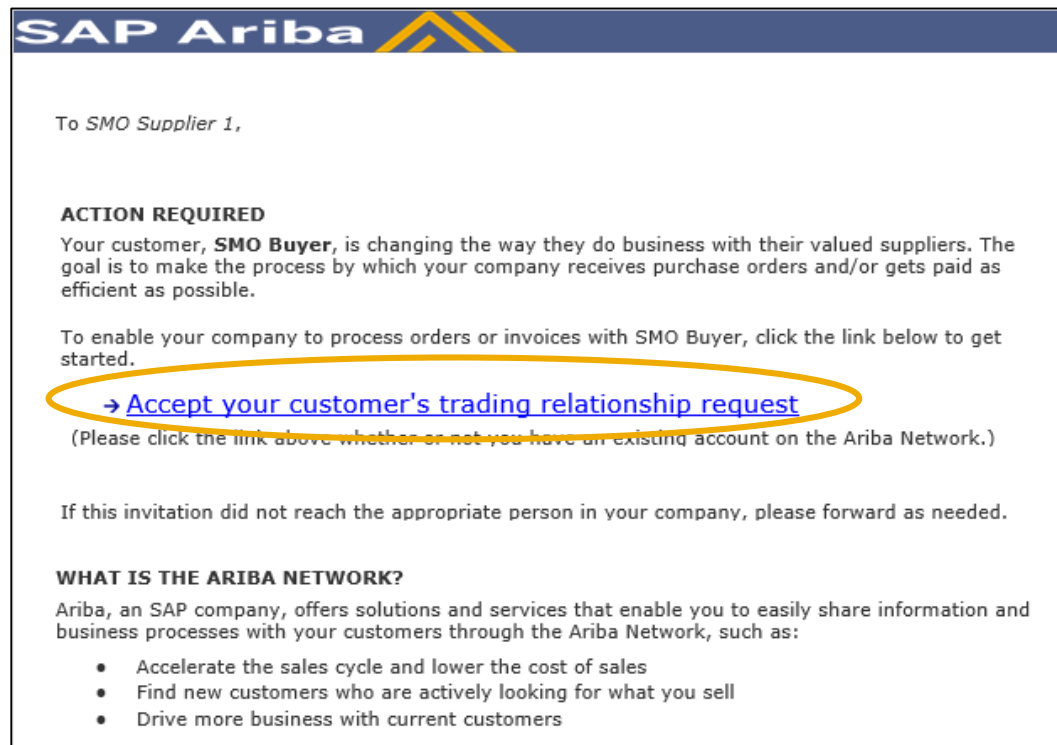 SAP Ariba
To SMO Supplier 1,
ACTION REQUIRED
Your customer, SMO Buyer, is changing the way they do business with their valued suppliers. The
goal is to make the process by which your company receives purchase orders and/or gets paid as
efficient as possible.
To enable your company to process orders or invoices with SMO Buyer, click the link below to get
started.
→ Accept your customer's trading relationship request
(Please click the link above whether or not you have an existing account on the Ariba Network.)
If this invitation did not reach the appropriate person in your company, please forward as needed.
WHAT IS THE ARIBA NETWORK?
Ariba, an SAP company, offers solutions and services that enable you to easily share information and
business processes with your customers through the Ariba Network, such as:
• Accelerate the sales cycle and lower the cost of sales
• Find new customers who are actively looking for what you sell
• Drive more business with current customers